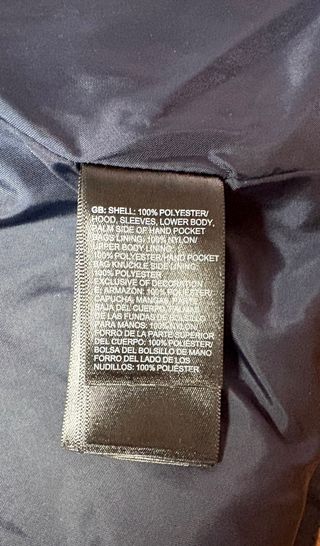 GB: SHELL: 100% POLYESTER/
HOOD, SLEEVES, LOWER BODY,
PALM SIDE OF HAND POCKET
BAGS LINING: 100% NYLON/
UPPER BODY LINING: 100%
POLYESTER/HAND POCKET
BAG KNUCKLE SIDE LINING:
100% POLYESTER
EXCLUSIVE OF DECORATION
E: ARMAZON: 100% POLIÉSTER/
CAPUCHA, MANGAS, PARTE
BAJA DEL CUERPO, PALMA
DE LAS FUNDAS DE BOLSILLO
PARA MANOS: 100% NYLON/
FORRO DE LA PARTE SUPERIOR
DEL CUERPO: 100% POLIÉSTER/
BOLSA DEL BOLSILLO DE MANO
FORRO DEL LADO DE LOS
NUDILLOS: 100% POLIÉSTER